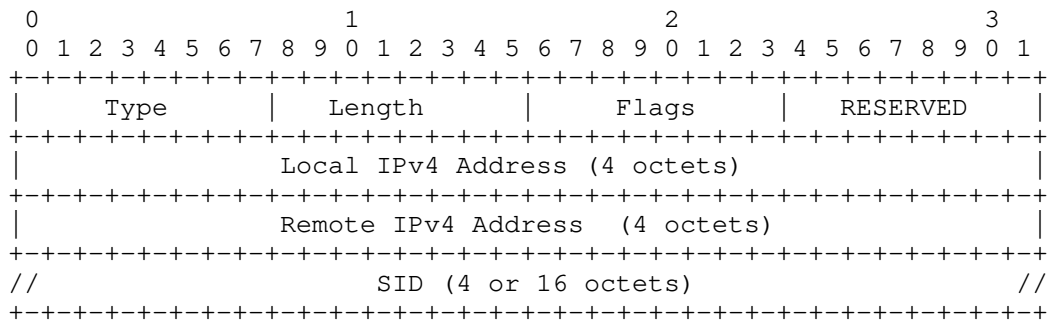 0                   1                   2                   3
 0 1 2 3 4 5 6 7 8 9 0 1 2 3 4 5 6 7 8 9 0 1 2 3 4 5 6 7 8 9 0 1
+-+-+-+-+-+-+-+-+-+-+-+-+-+-+-+-+-+-+-+-+-+-+-+-+-+-+-+-+-+-+-+-+
|     Type      |   Length      |     Flags     |   RESERVED    |
+-+-+-+-+-+-+-+-+-+-+-+-+-+-+-+-+-+-+-+-+-+-+-+-+-+-+-+-+-+-+-+-+
|                Local IPv4 Address (4 octets)                  |
+-+-+-+-+-+-+-+-+-+-+-+-+-+-+-+-+-+-+-+-+-+-+-+-+-+-+-+-+-+-+-+-+
|                Remote IPv4 Address  (4 octets)                |
+-+-+-+-+-+-+-+-+-+-+-+-+-+-+-+-+-+-+-+-+-+-+-+-+-+-+-+-+-+-+-+-+
//                      SID (4 or 16 octets)                    //
+-+-+-+-+-+-+-+-+-+-+-+-+-+-+-+-+-+-+-+-+-+-+-+-+-+-+-+-+-+-+-+-+